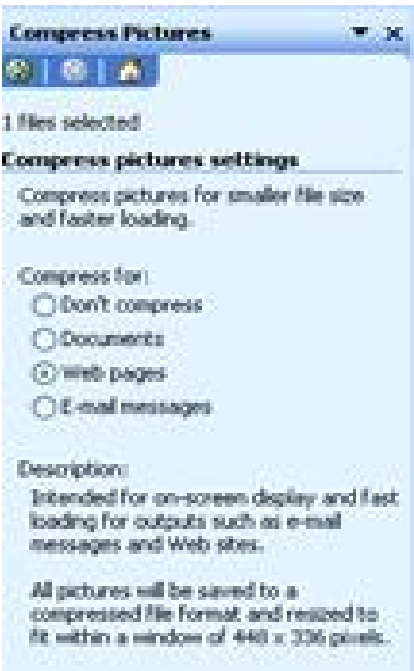 Compress Pictures
1 files selected
Compress pictures settings
Compress pictures for smaller file size
and faster loading.
Compress for:
Don't compress
Documents
Web pages
E-mail messages
Description:
Intended for on-screen display and fast
loading for outputs such as e-mail
messages and Web sites.
All pictures will be saved to a
compressed file format and resized to
fit within a window of 448 x 336 pixels.